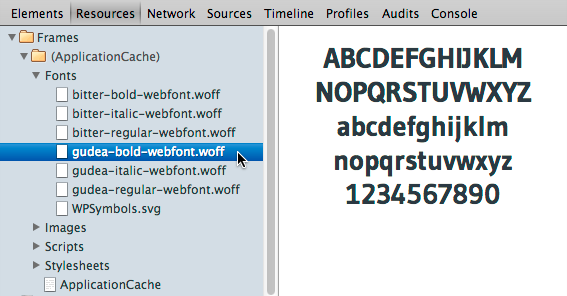 Elements Resources Network Sources Timeline Profiles Audits Console
Frames
(ApplicationCache)
Fonts
bitter-bold-webfont.woff
bitter-italic-webfont.woff
bitter-regular-webfont.woff
gudea-bold-webfont.woff
gudea-italic-webfont.woff
gudea-regular-webfont.woff
WPSymbols.svg
Images
Scripts
Stylesheets
ApplicationCache
ABCDEFGHIJKLM
NOPQRSTUVWXYZ
abcdefghijklm
nopqrstuvwxyz
1234567890